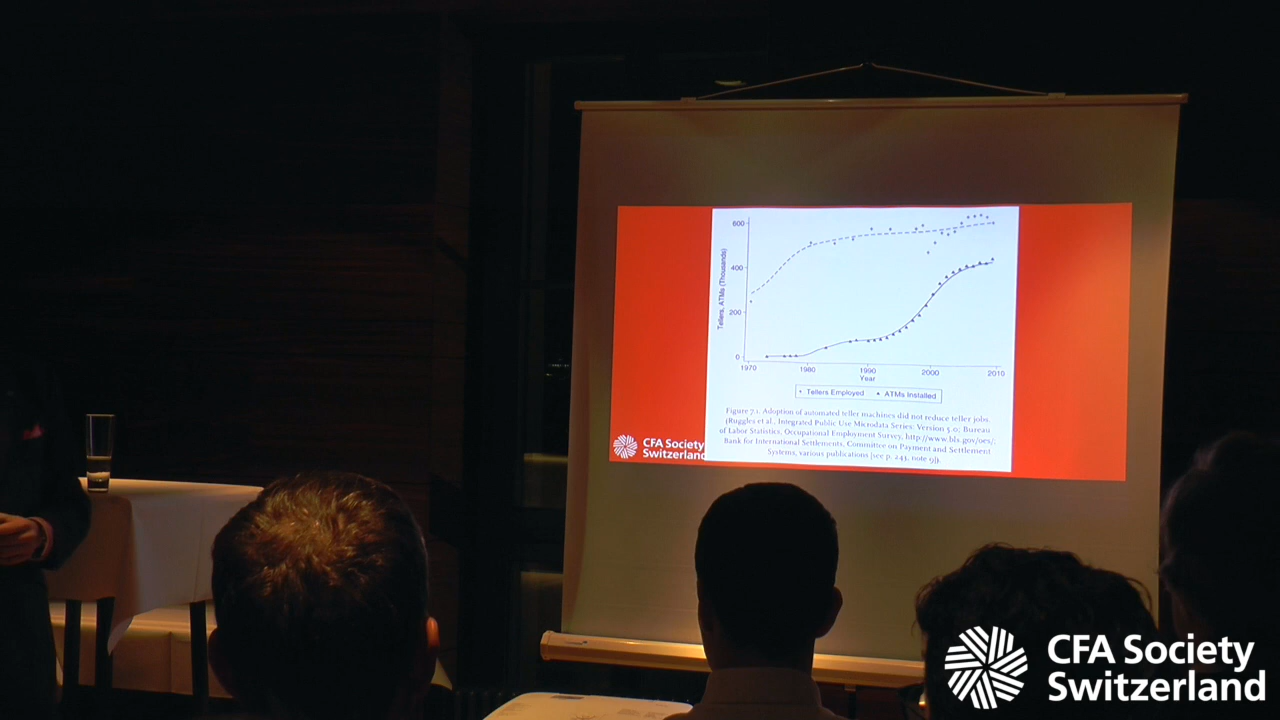 600
400
200
0
Tellers, ATMs (Thousands)
1970
1980
1990
2000
2010
Year
Tellers Employed
ATMs Installed
Figure 7.1. Adoption of automated teller machines did not reduce teller jobs.
(Ruggles et al., Integrated Public Use Microdata Series: Version 5.0; Bureau
of Labor Statistics, Occupational Employment Survey, http://www.bls.gov/oes/;
Bank for International Settlements, Committee on Payment and Settlement
Systems, various publications [see p. 243, note 9]).
CFA Society
Switzerland
CFA Society
Switzerland